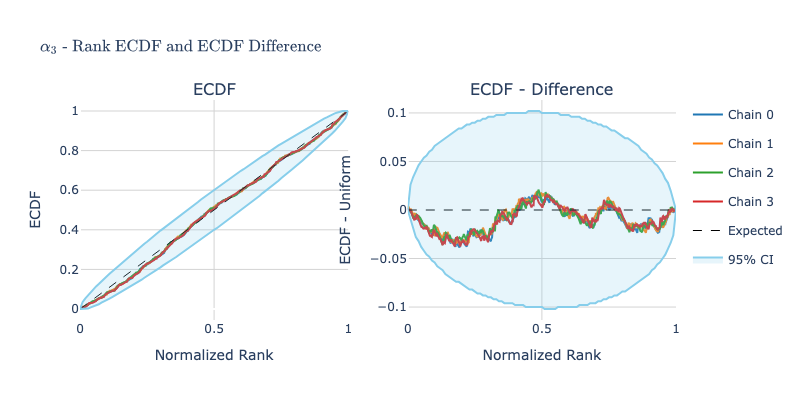 α₃ - Rank ECDF and ECDF Difference
ECDF
ECDF
1
0.8
0.6
0.4
0.2
0
0
0.5
1
Normalized Rank
ECDF - Difference
ECDF - Uniform
0.1
0.05
0
−0.05
−0.1
0
0.5
1
Normalized Rank
Chain 0
Chain 1
Chain 2
Chain 3
Expected
95% CI